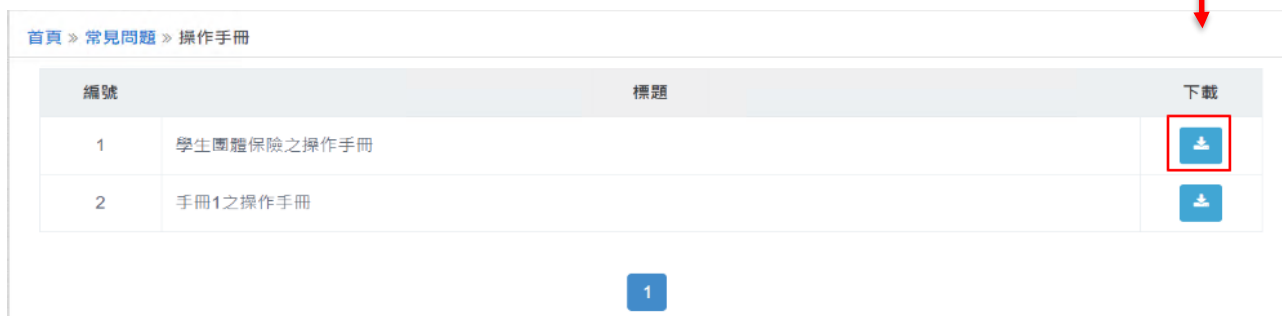 首頁 » 常見問題 » 操作手冊
編號 標題 下載
1 學生團體保險之操作手冊
2 手冊1之操作手冊
1